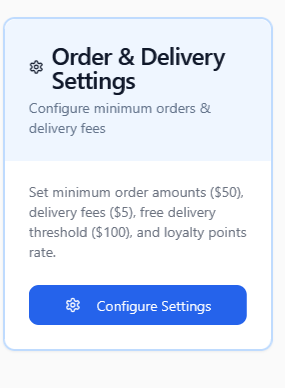 Order & Delivery
Settings
Configure minimum orders &
delivery fees
Set minimum order amounts ($50),
delivery fees ($5), free delivery
threshold ($100), and loyalty points
rate.
Configure Settings